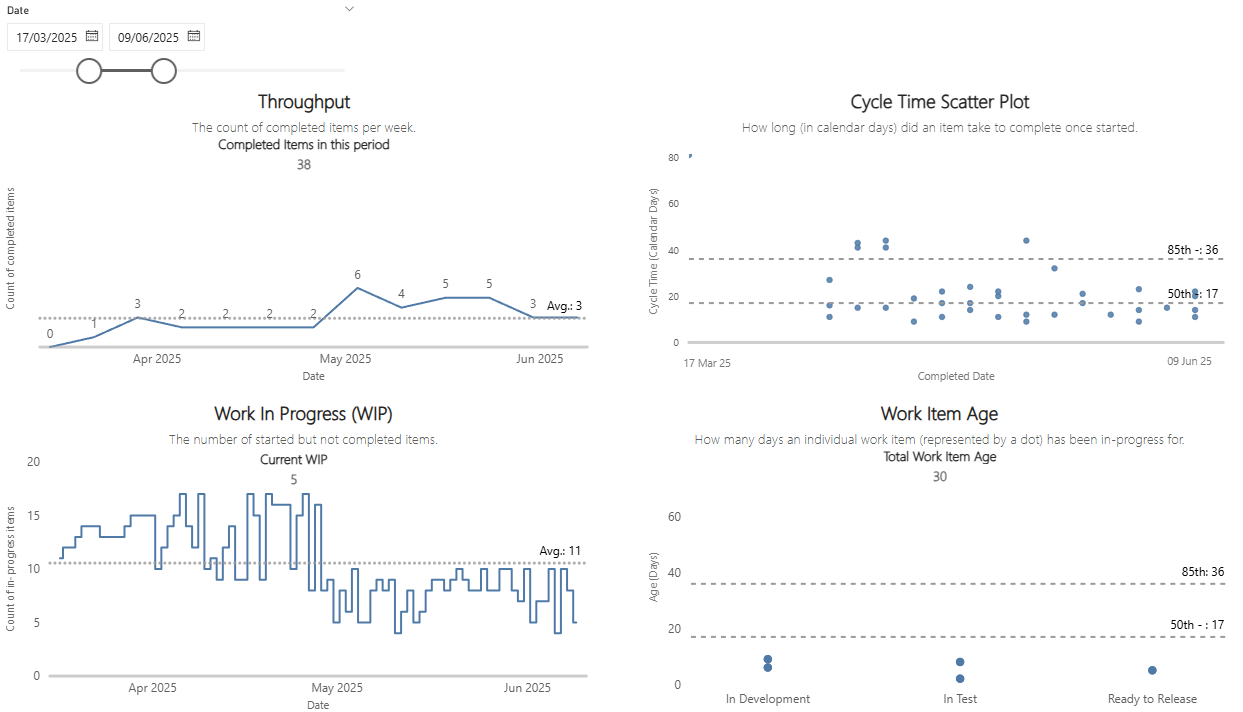 Date
17/03/2025
09/06/2025
Throughput
The count of completed items per week.
Completed Items in this period
38
Count of completed items
0
1
3
2
2
2
2
6
4
5
5
3
Avg.: 3
Apr 2025
May 2025
Jun 2025
Date
Cycle Time Scatter Plot
How long (in calendar days) did an item take to complete once started.
Cycle Time (Calendar Days)
80
60
40
20
0
85th -: 36
50th -: 17
17 Mar 25
09 Jun 25
Completed Date
Work In Progress (WIP)
The number of started but not completed items.
Current WIP
5
Count of in-progress items
20
15
10
5
0
Avg.: 11
Apr 2025
May 2025
Jun 2025
Date
Work Item Age
How many days an individual work item (represented by a dot) has been in-progress for.
Total Work Item Age
30
Age (Days)
60
40
20
0
85th: 36
50th - : 17
In Development
In Test
Ready to Release